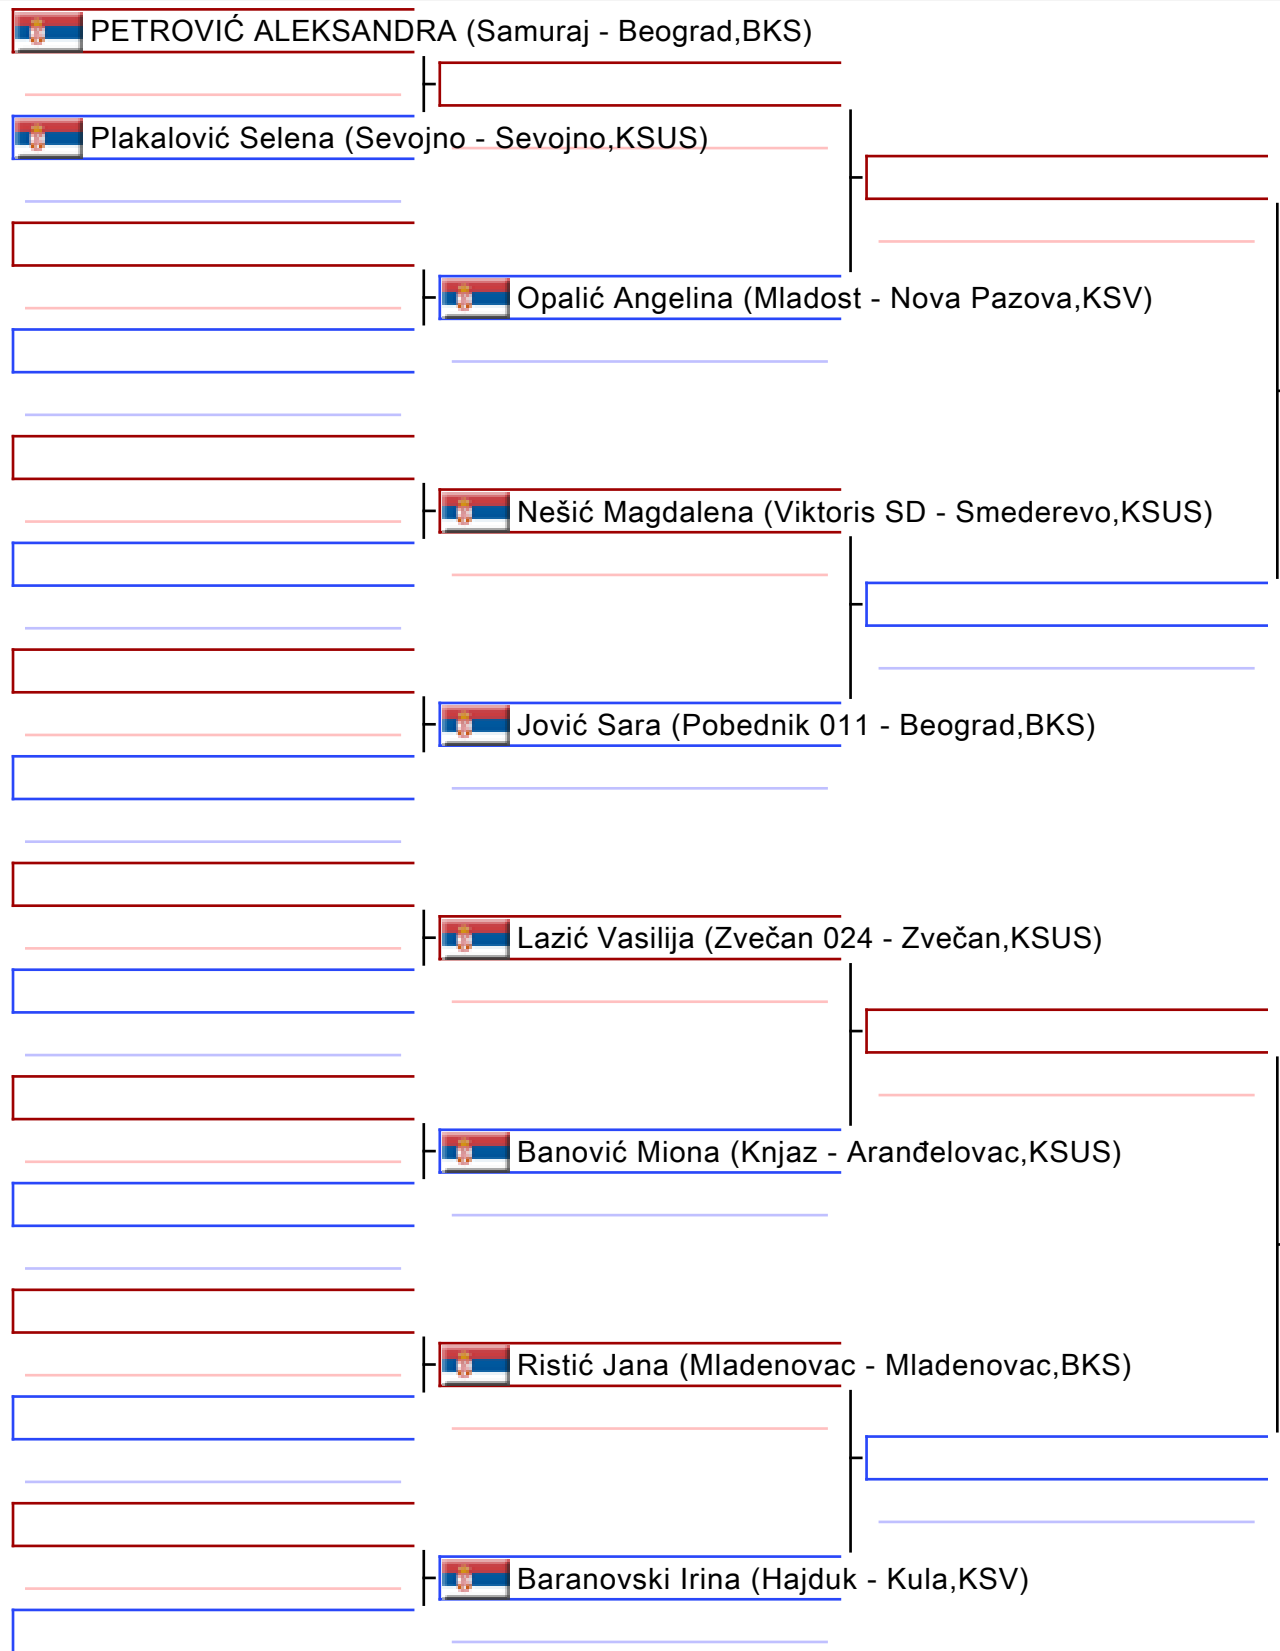 PETROVIĆ ALEKSANDRA (Samuraj - Beograd,BKS)
Plakalović Selena (Sevojno - Sevojno,KSUS)
Opalić Angelina (Mladost - Nova Pazova,KSV)
Nešić Magdalena (Viktoris SD - Smederevo,KSUS)
Jović Sara (Pobednik 011 - Beograd,BKS)
Lazić Vasilija (Zvečan 024 - Zvečan,KSUS)
Banović Miona (Knjaz - Aranđelovac,KSUS)
Ristić Jana (Mladenovac - Mladenovac,BKS)
Baranovski Irina (Hajduk - Kula,KSV)